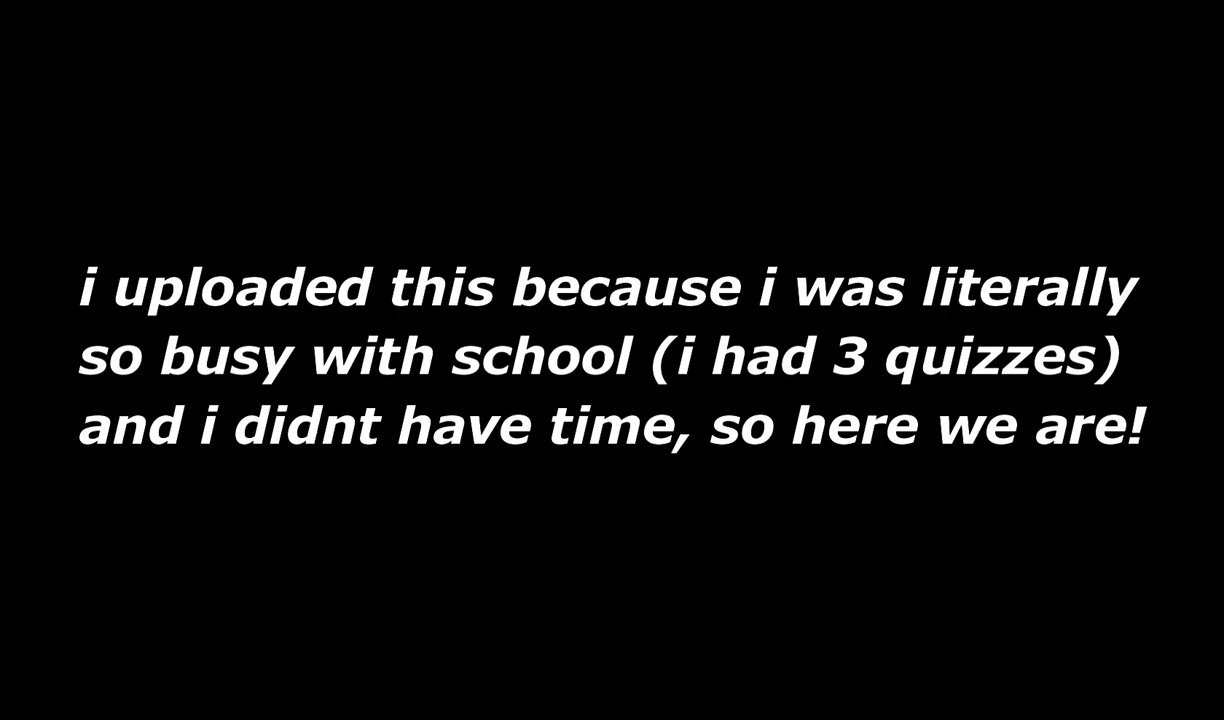 i uploaded this because i was literally
so busy with school (i had 3 quizzes)
and i didnt have time, so here we are!